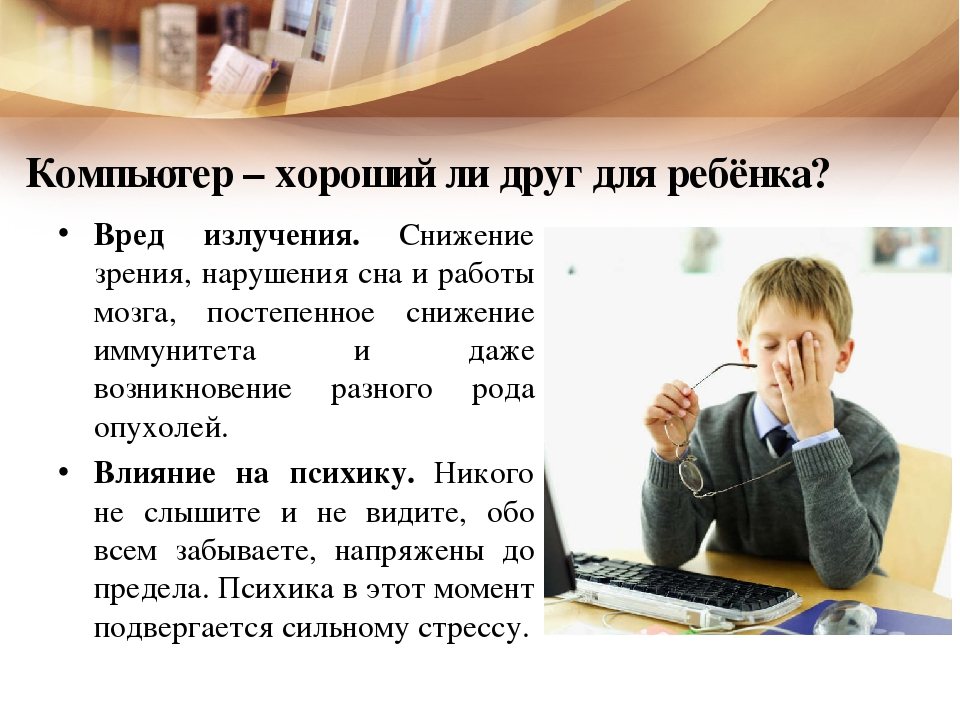 Компьютер – хороший ли друг для ребёнка?
• Вред излучения. Снижение
зрения, нарушения сна и работы
мозга, постепенное снижение
иммунитета и даже
возникновение разного рода
опухолей.
• Влияние на психику. Никого
не слышите и не видите, обо
всем забываете, напряжены до
предела. Психика в этот момент
подвергается сильному стрессу.